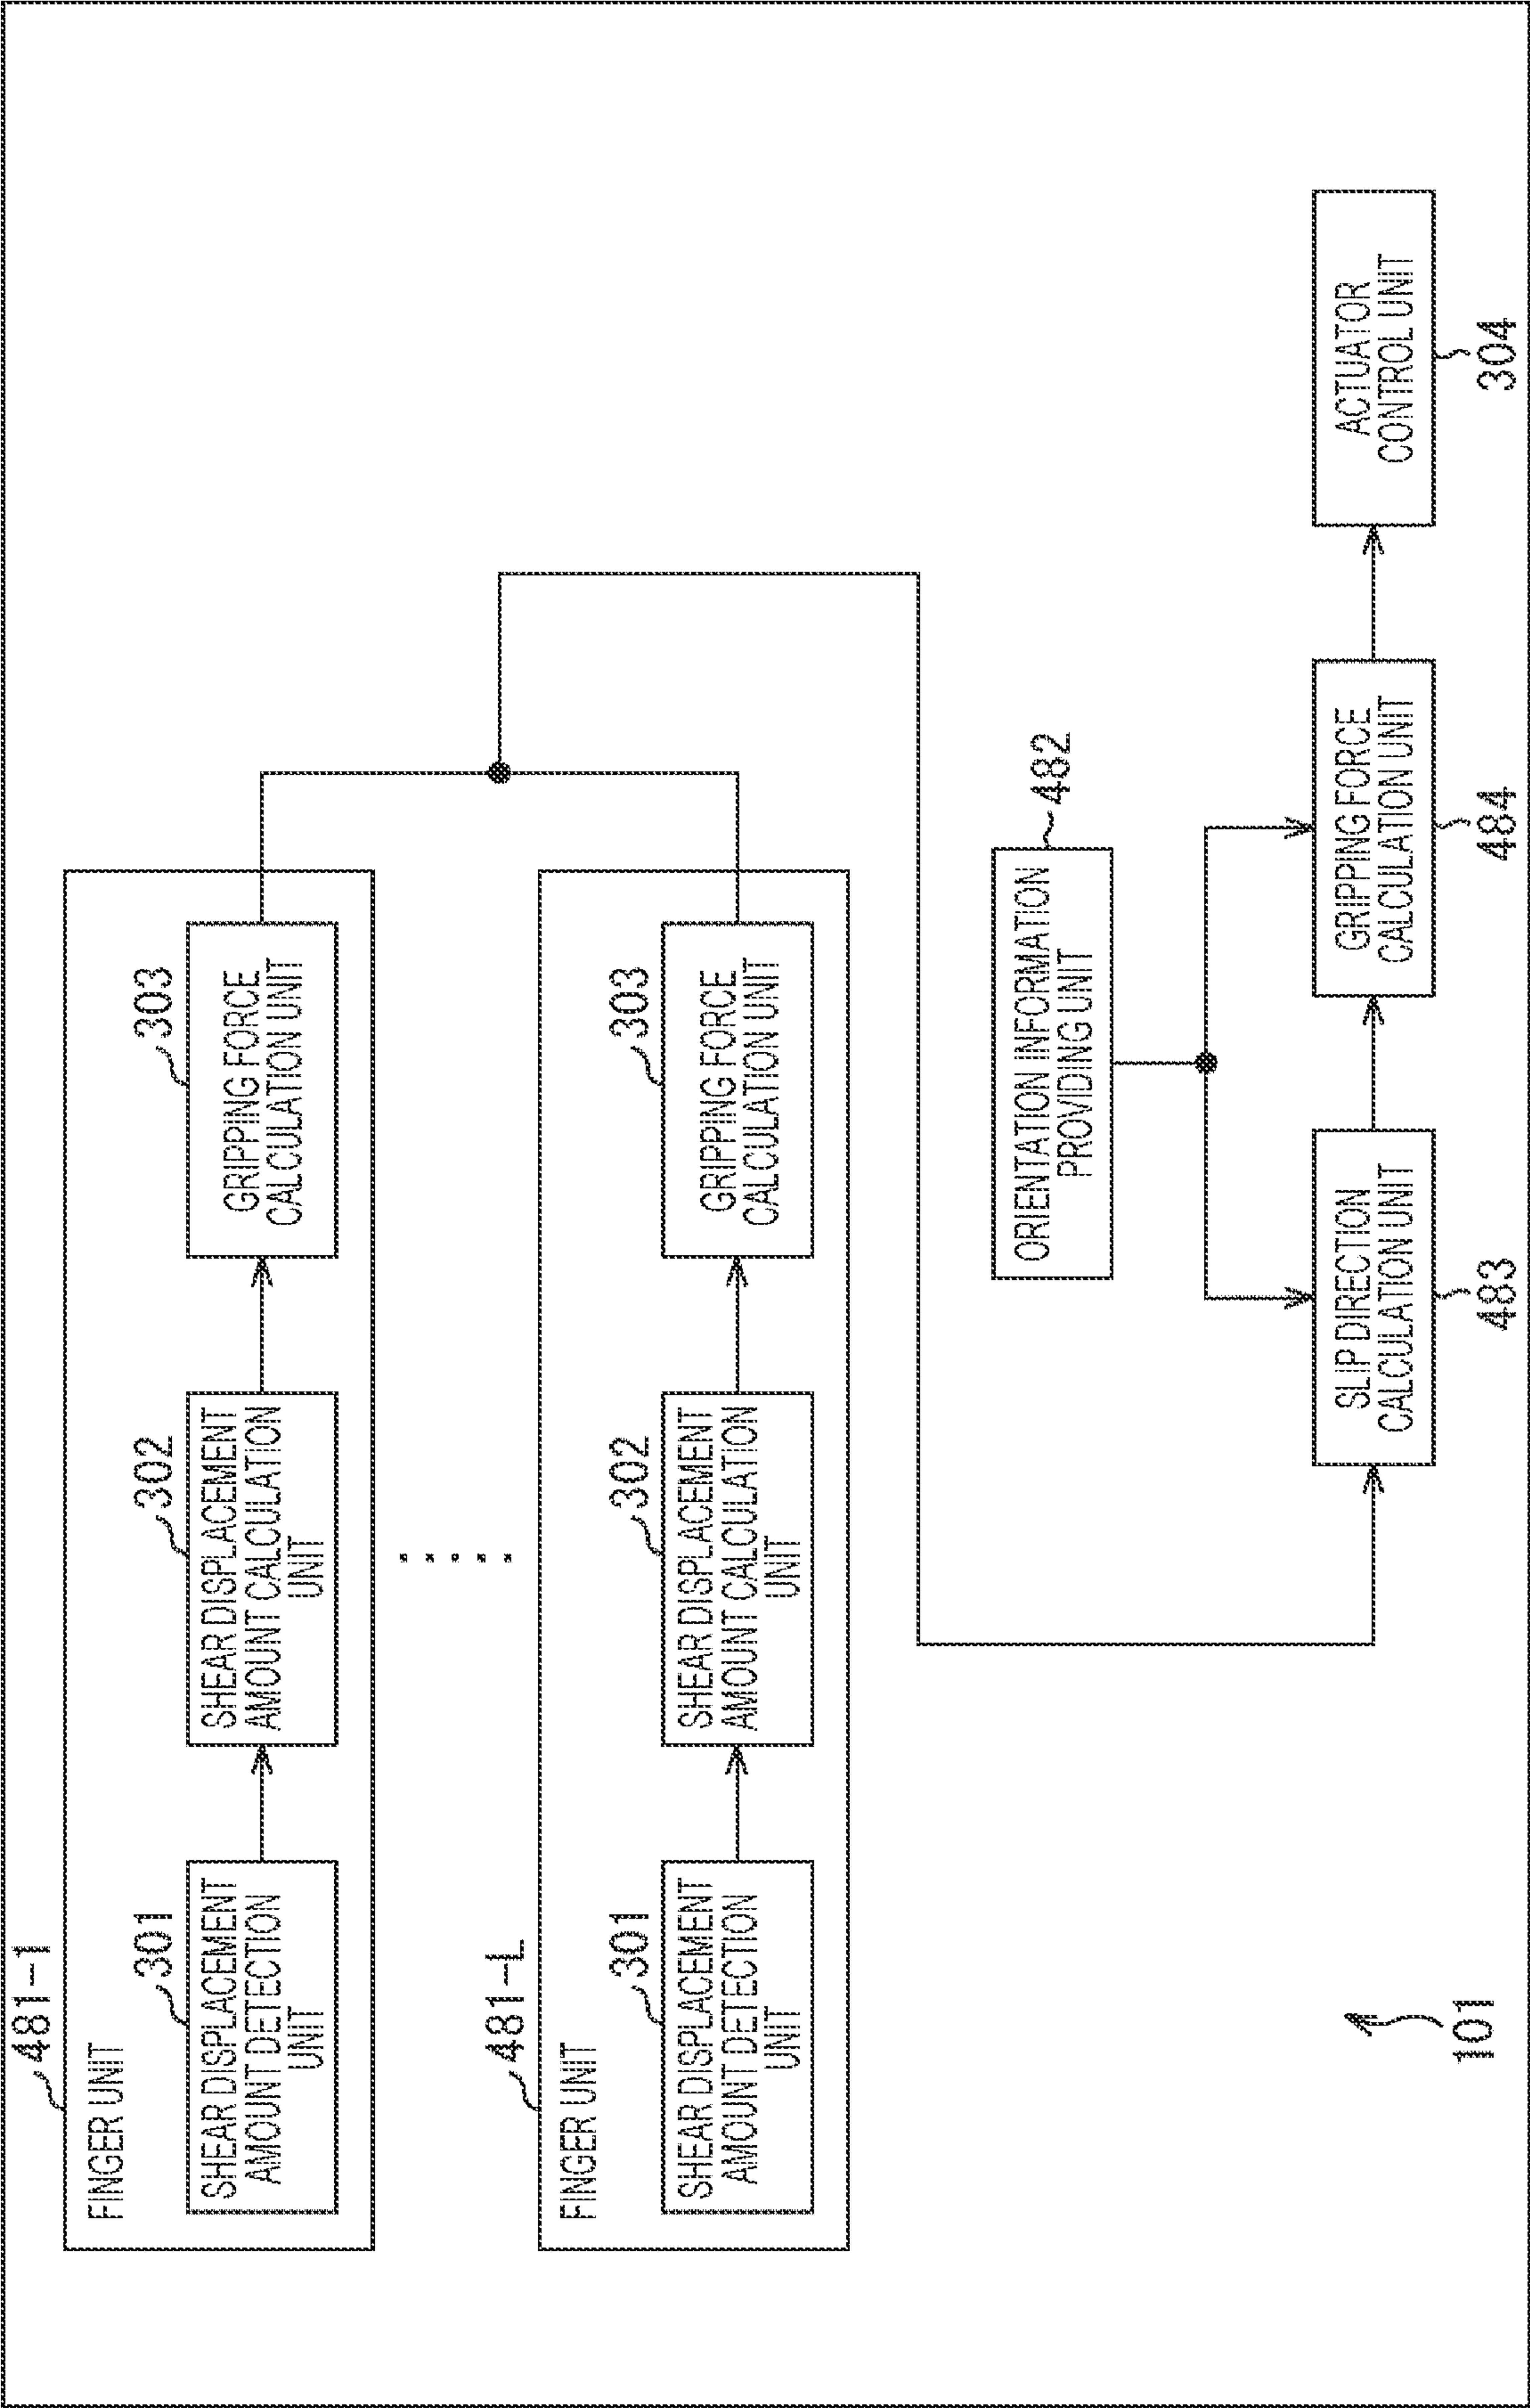 481-1
FINGER UNIT
301
SHEAR DISPLACEMENT
AMOUNT DETECTION
UNIT
302
SHEAR DISPLACEMENT
AMOUNT CALCULATION
UNIT
303
GRIPPING FORCE
CALCULATION UNIT
481-L
FINGER UNIT
301
SHEAR DISPLACEMENT
AMOUNT DETECTION
UNIT
302
SHEAR DISPLACEMENT
AMOUNT CALCULATION
UNIT
303
GRIPPING FORCE
CALCULATION UNIT
482
ORIENTATION INFORMATION
PROVIDING UNIT
SLIP DIRECTION
CALCULATION UNIT
483
GRIPPING FORCE
CALCULATION UNIT
484
ACTUATOR
CONTROL UNIT
304
101